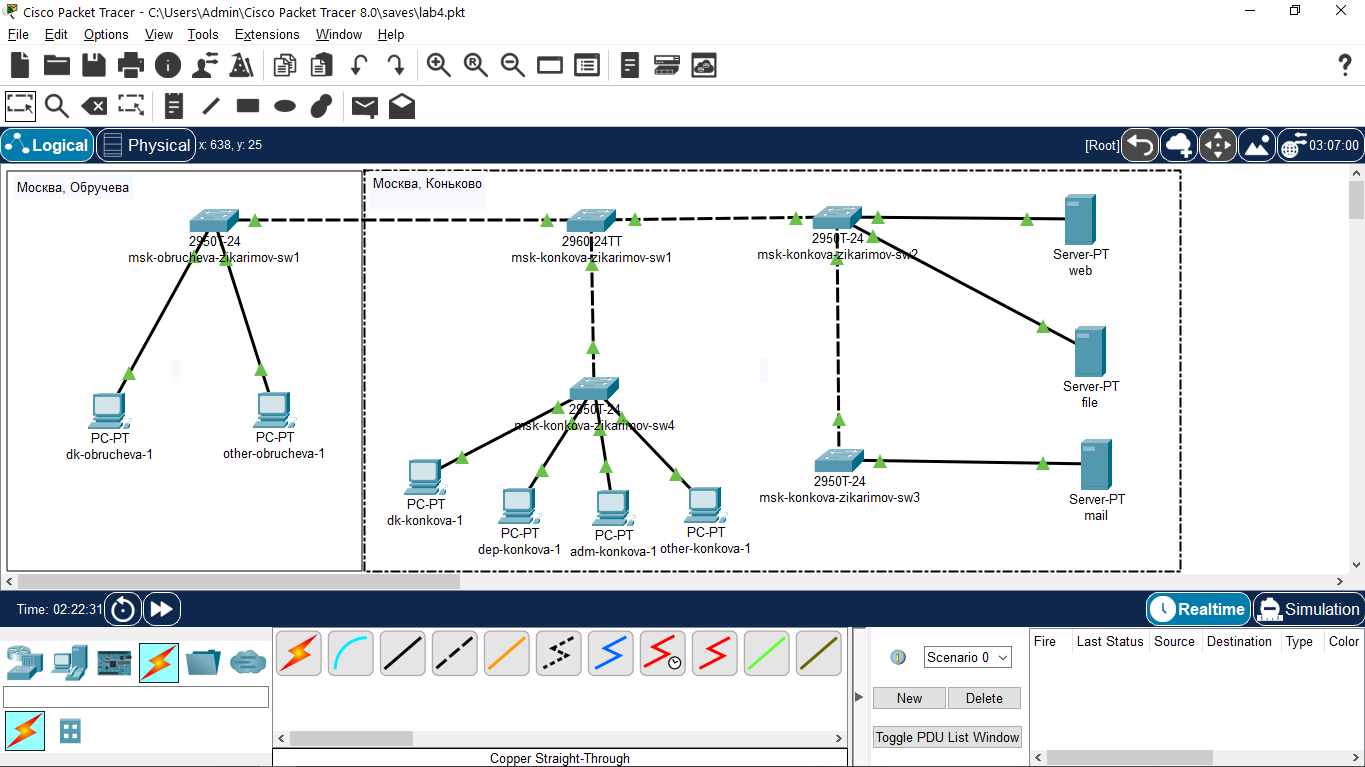 Cisco Packet Tracer - C:\Users\Admin\Cisco Packet Tracer 8.0\saves\lab4.pkt
File Edit Options View Tools Extensions Window Help
Logical Physical x: 638, y: 25 [Root] 03:07:00
Москва, Обручева
Москва, Коньково
2950T-24
msk-obrucheva-zikarimov-sw1
2960-24TT
msk-konkova-zikarimov-sw1
2950T-24
msk-konkova-zikarimov-sw2
Server-PT
web
Server-PT
file
PC-PT
dk-obrucheva-1
PC-PT
other-obrucheva-1
2950T-24
msk-konkova-zikarimov-sw4
2950T-24
msk-konkova-zikarimov-sw3
Server-PT
mail
PC-PT
dk-konkova-1
PC-PT
dep-konkova-1
PC-PT
adm-konkova-1
PC-PT
other-konkova-1
Time: 02:22:31 Realtime Simulation
Scenario 0
New Delete
Toggle PDU List Window
Fire Last Status Source Destination Type Color
Copper Straight-Through